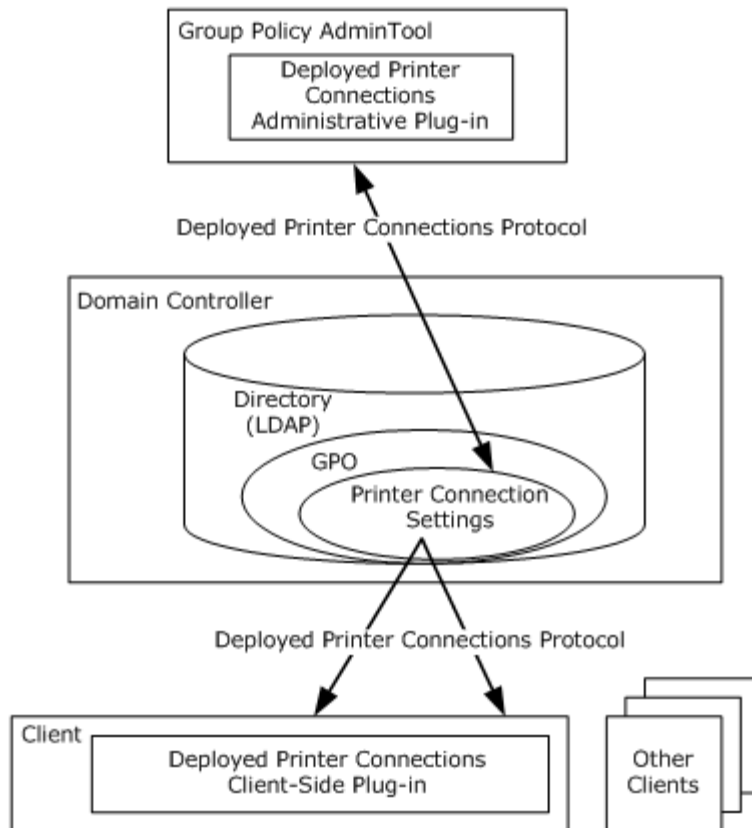 Group Policy AdminTool
Deployed Printer
Connections
Administrative Plug-in
Deployed Printer Connections Protocol
Domain Controller
Directory
(LDAP)
GPO
Printer Connection
Settings
Deployed Printer Connections Protocol
Client
Deployed Printer Connections
Client-Side Plug-in
Other
Clients